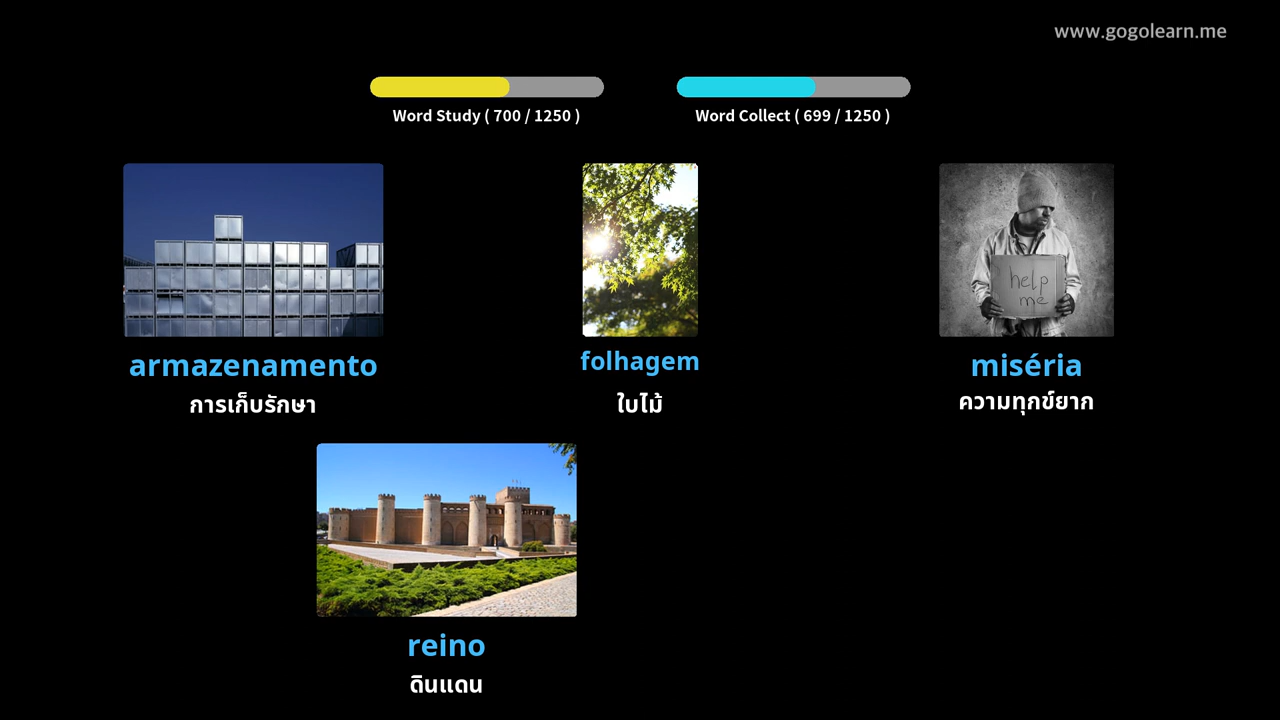 www.gogolearn.me
Word Study ( 700 / 1250 )
Word Collect ( 699 / 1250 )
help
me
armazenamento
folhagem
miséria
การเก็บรักษา
ใบไม้
ความทุกข์ยาก
reino
ดินแดน